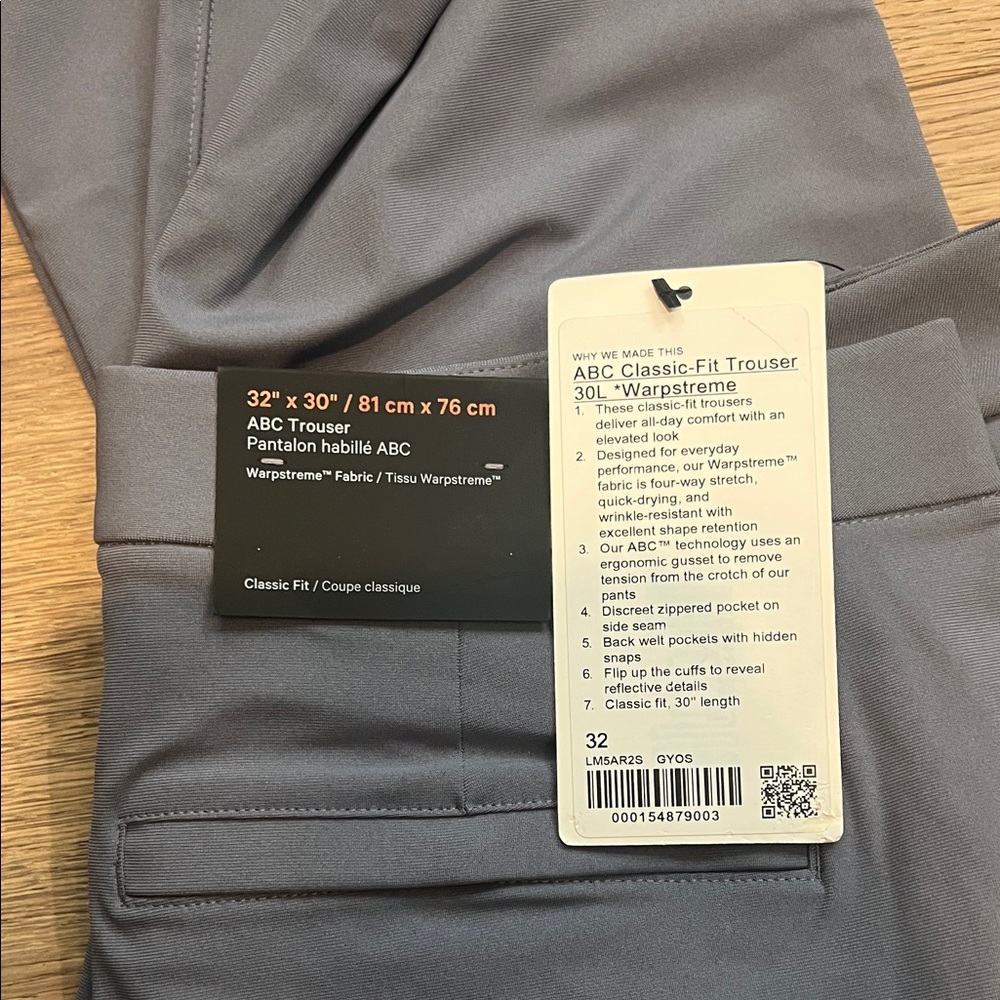 32" x 30" / 81 cm x 76 cm
ABC Trouser
Pantalon habillé ABC
Warpstreme™ Fabric / Tissu Warpstreme™
Classic Fit / Coupe classique
WHY WE MADE THIS
ABC Classic-Fit Trouser
30L *Warpstreme
1. These classic-fit trousers
deliver all-day comfort with an
elevated look
2. Designed for everyday
performance, our Warpstreme™
fabric is four-way stretch,
quick-drying, and
wrinkle-resistant with
excellent shape retention
3. Our ABC™ technology uses an
ergonomic gusset to remove
tension from the crotch of our
pants
4. Discreet zippered pocket on
side seam
5. Back welt pockets with hidden
snaps
6. Flip up the cuffs to reveal
reflective details
7. Classic fit, 30" length
32
LM5AR2S GYOS
000154879003